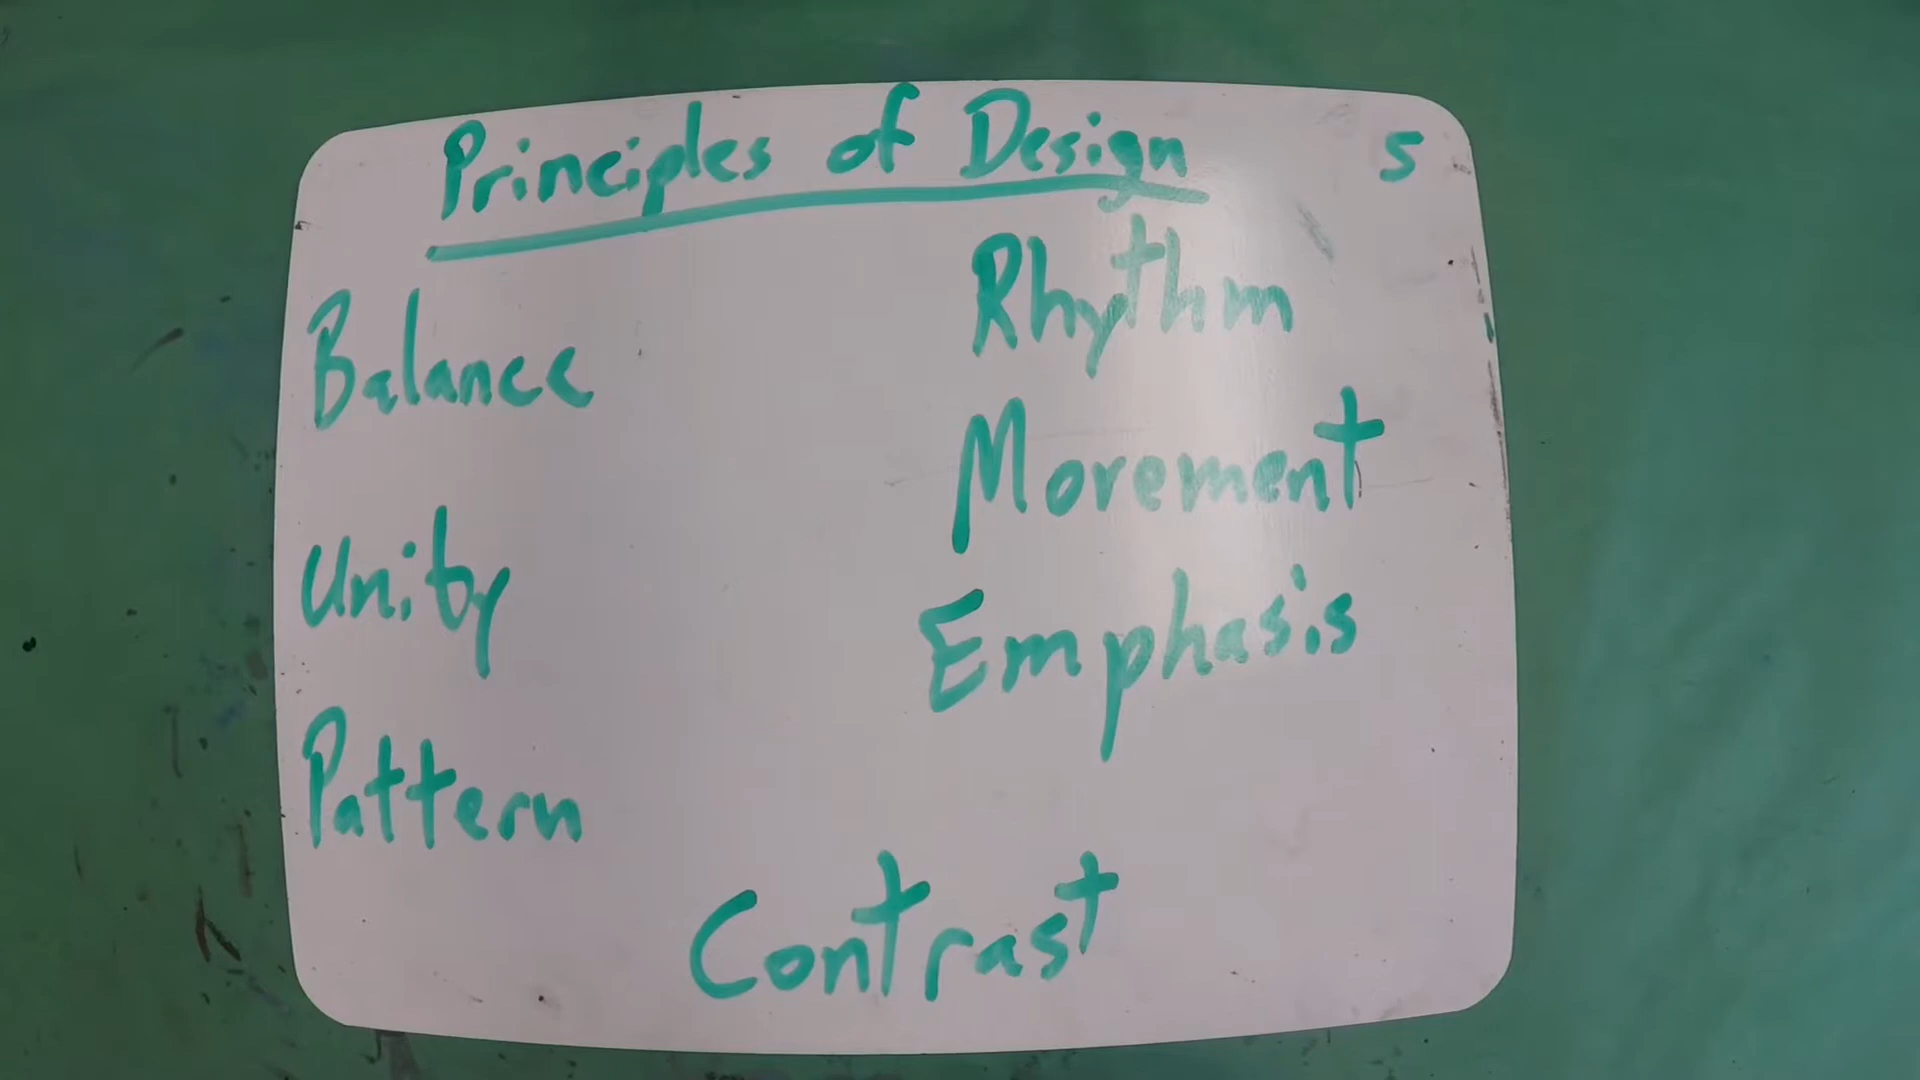 Principles of Design 5
Balance
Unity
Pattern
Rhythm
Movement
Emphasis
Contrast